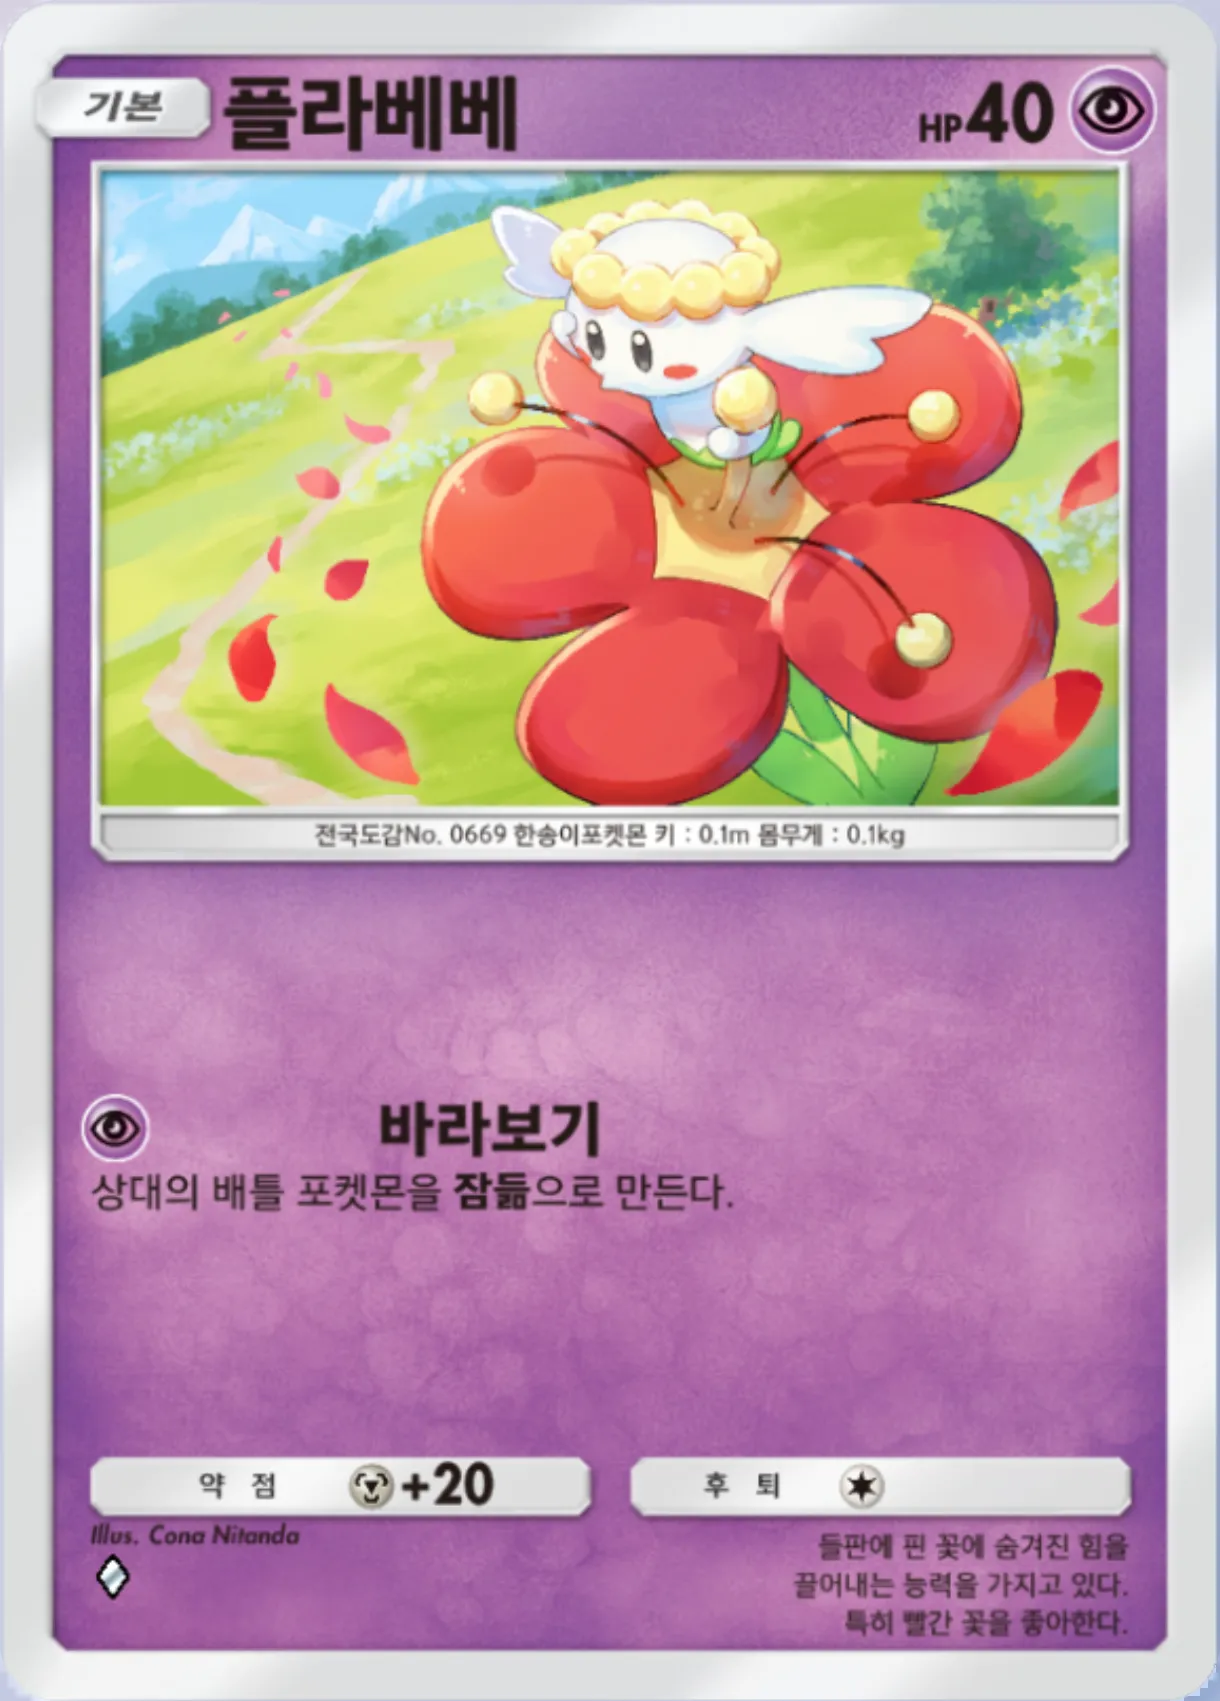 기본 플라베베 HP40
전국도감No. 0669 한송이포켓몬 키 : 0.1m 몸무게 : 0.1kg
바라보기
상대의 배틀 포켓몬을 잠듦으로 만든다.
약 점 +20 후 퇴
Illus. Cona Nitanda
들판에 핀 꽃에 숨겨진 힘을
끌어내는 능력을 가지고 있다.
특히 빨간 꽃을 좋아한다.